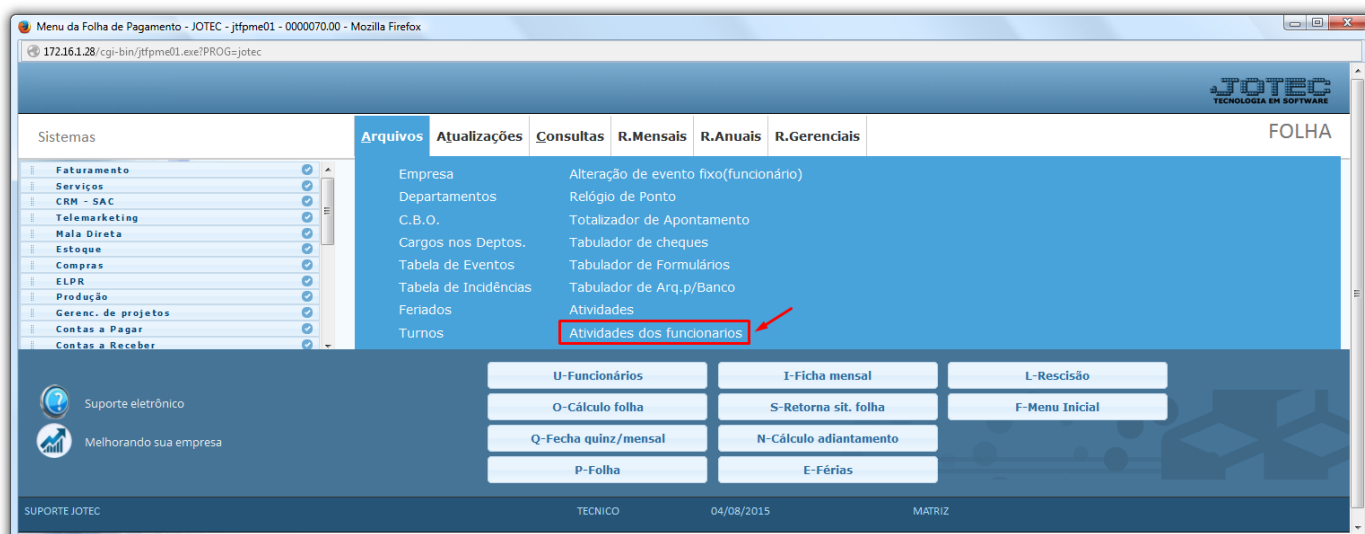 Menu da Folha de Pagamento - JOTEC - jtfpme01 - 0000070.00 - Mozilla Firefox
172.16.1.28/cgi-bin/jtfpme01.exe?PROG=jotec
JOTEC
TECNOLOGIA EM SOFTWARE
Sistemas
Arquivos Atualizações Consultas R.Mensais R.Anuais R.Gerenciais
FOLHA
Faturamento
Serviços
CRM - SAC
Telemarketing
Mala Direta
Estoque
Compras
ELPR
Produção
Gerenc. de projetos
Contas a Pagar
Contas a Receber
Empresa
Departamentos
C.B.O.
Cargos nos Deptos.
Tabela de Eventos
Tabela de Incidências
Feriados
Turnos
Alteração de evento fixo(funcionário)
Relógio de Ponto
Totalizador de Apontamento
Tabulador de cheques
Tabulador de Formulários
Tabulador de Arq.p/Banco
Atividades
Atividades dos funcionarios
Suporte eletrônico
Melhorando sua empresa
U-Funcionários I-Ficha mensal L-Rescisão
O-Cálculo folha S-Retorna sit. folha F-Menu Inicial
Q-Fecha quinz/mensal N-Cálculo adiantamento
P-Folha E-Férias
SUPORTE JOTEC TECNICO 04/08/2015 MATRIZ